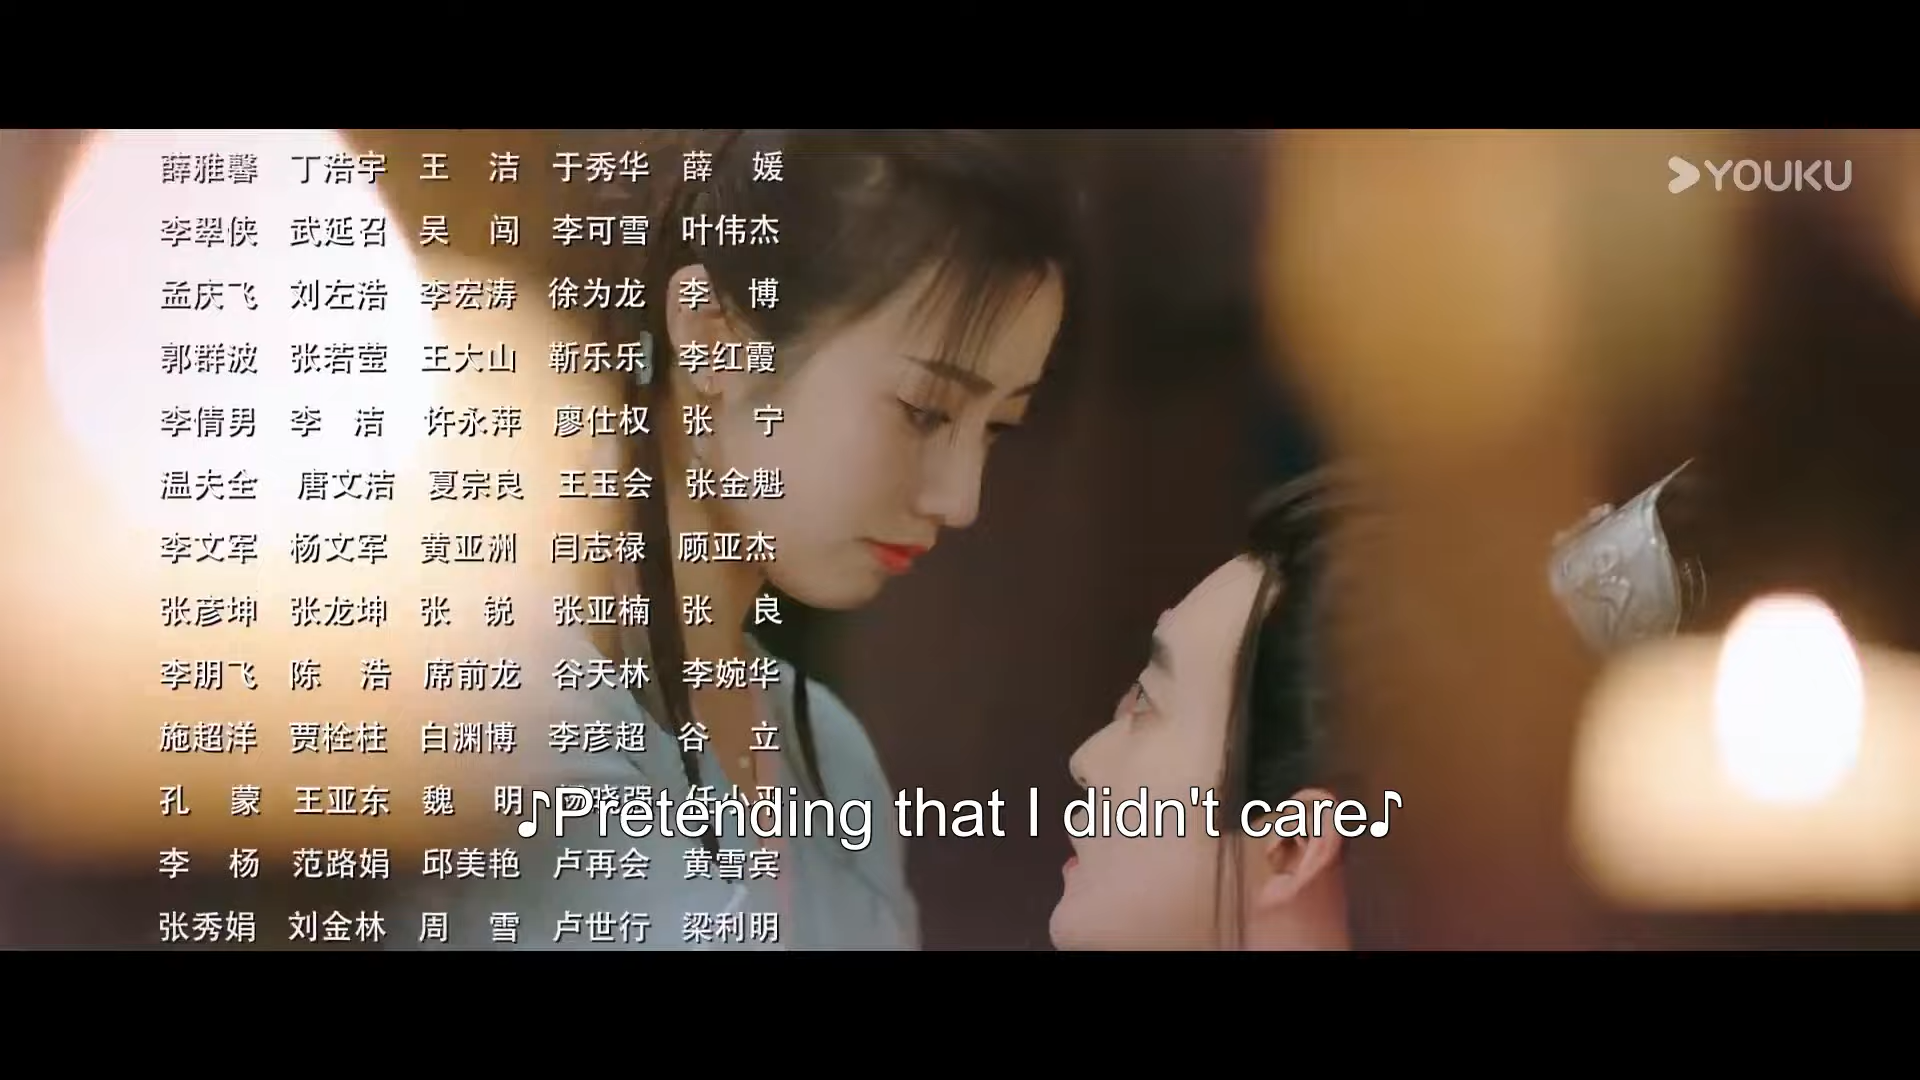 薛雅馨 丁浩宇 王 洁 于秀华 薛 媛
YOUKU
李翠侠 武延召 吴 闯 李可雪 叶伟杰
孟庆飞 刘左浩 李宏涛 徐为龙 李 博
郭群波 张若莹 王大山 靳乐乐 李红霞
李倩男 李 洁 许永萍 廖仕权 张 宁
温夫全 唐文洁 夏宗良 王玉会 张金魁
李文军 杨文军 黄亚洲 闫志禄 顾亚杰
张彦坤 张龙坤 张 锐 张亚楠 张 良
李朋飞 陈 浩 席前龙 谷天林 李婉华
施超洋 贾栓柱 白渊博 李彦超 谷 立
孔 蒙 王亚东 魏 明
♪Pretending that I didn't care♪
李 杨 范路娟 邱美艳 卢再会 黄雪宾
张秀娟 刘金林 周 雪 卢世行 梁利明